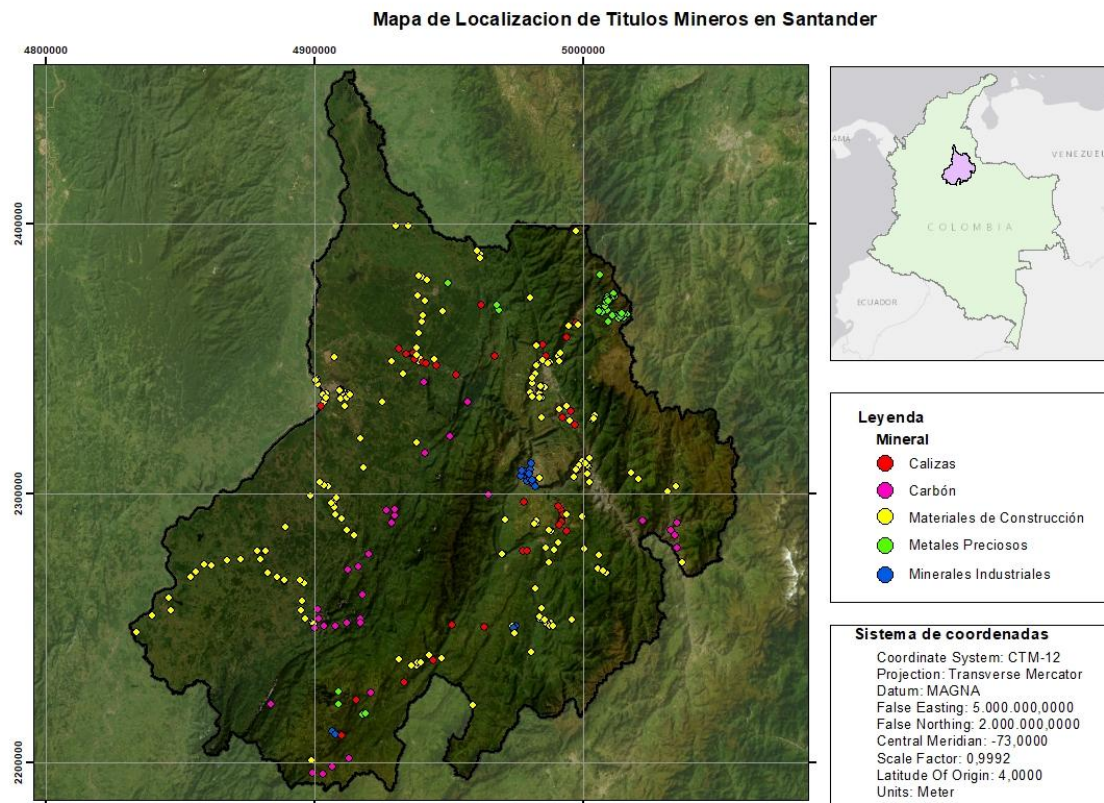 Mapa de Localizacion de Titulos Mineros en Santander
4800000
4900000
5000000
2400000
2300000
2200000
AMA
VENEZUEL
COLOMBIA
ECUADOR
Leyenda
Mineral
Calizas
Carbón
Materiales de Construcción
Metales Preciosos
Minerales Industriales
Sistema de coordenadas
Coordinate System: CTM-12
Projection: Transverse Mercator
Datum: MAGNA
False Easting: 5.000.000,0000
False Northing: 2.000.000,0000
Central Meridian: -73,0000
Scale Factor: 0,9992
Latitude Of Origin: 4,0000
Units: Meter